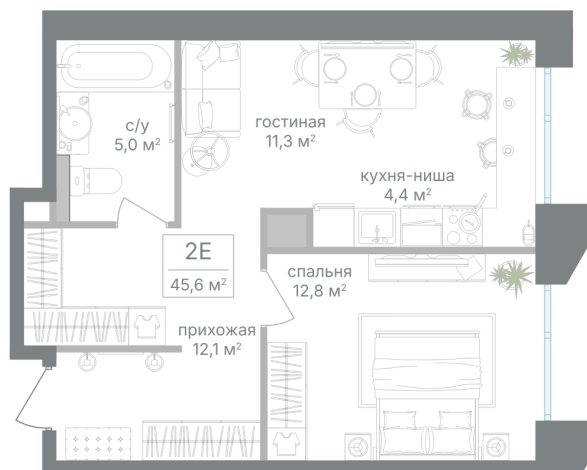 с/у
5,0 м²
гостиная
11,3 м²
кухня-ниша
4,4 м²
2Е
45,6 м²
спальня
12,8 м²
прихожая
12,1 м²